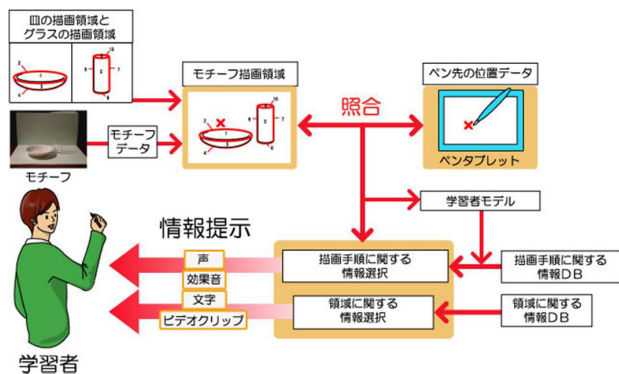 皿の描画領域と
グラスの描画領域
モチーフ描画領域
ペン先の位置データ
照合
モチーフ
データ
モチーフ
ペンタブレット
学習者モデル
情報提示
声
効果音
文字
ビデオクリップ
描画手順に関する
情報選択
描画手順に関する
情報DB
領域に関する
情報選択
領域に関する
情報DB
学習者